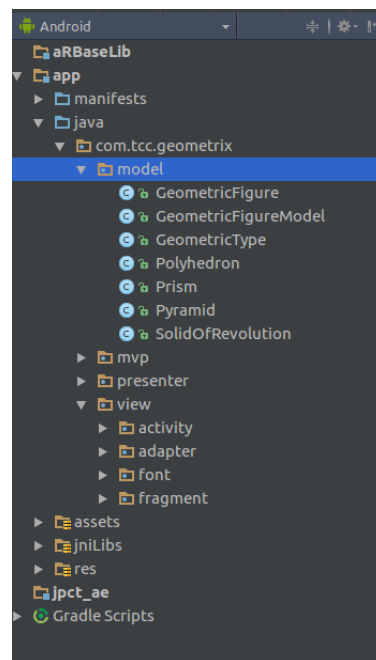 Android
aRBaseLib
app
manifests
java
com.tcc.geometrix
model
GeometricFigure
GeometricFigureModel
GeometricType
Polyhedron
Prism
Pyramid
SolidOfRevolution
mvp
presenter
view
activity
adapter
font
fragment
assets
jniLibs
res
jpct_ae
Gradle Scripts